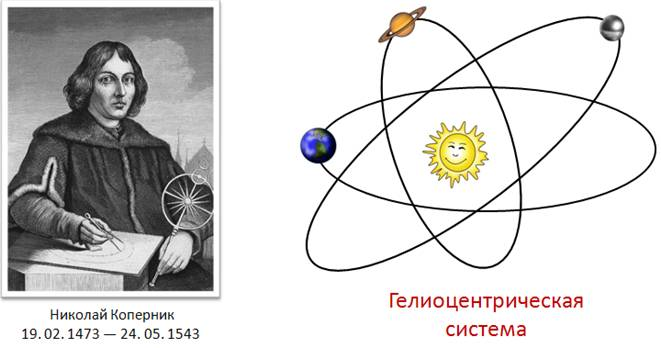 Николай Коперник
19. 02. 1473 — 24. 05. 1543
Гелиоцентрическая
система